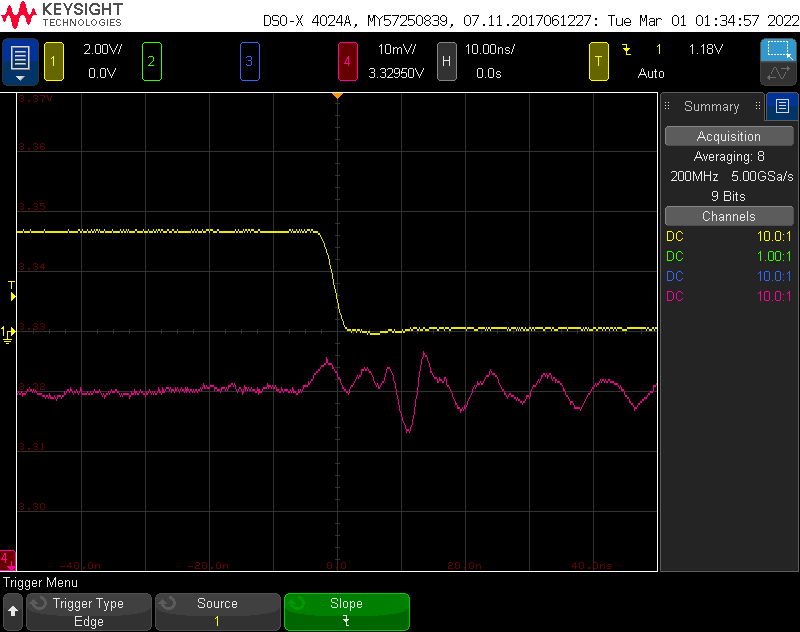 KEYSIGHT
TECHNOLOGIES
DSO-X 4024A, MY57250839, 07.11.2017061227: Tue Mar 01 01:34:57 2022
1 2.00V/ 2 3 4 10mV/ H 10.00ns/ T 1 1.18V
0.0V 3.32950V 0.0s Auto
3.37V
Summary
Acquisition
3.36
Averaging: 8
200MHz 5.00GSa/s
9 Bits
3.35
Channels
DC 10.0:1
DC 1.00:1
3.34
DC 10.0:1
T
DC 10.0:1
1
3.33
3.32
3.31
3.30
4
-40.0n -20.0n 0.0 20.0n 40.0ns
Trigger Menu
Trigger Type Source Slope
Edge 1